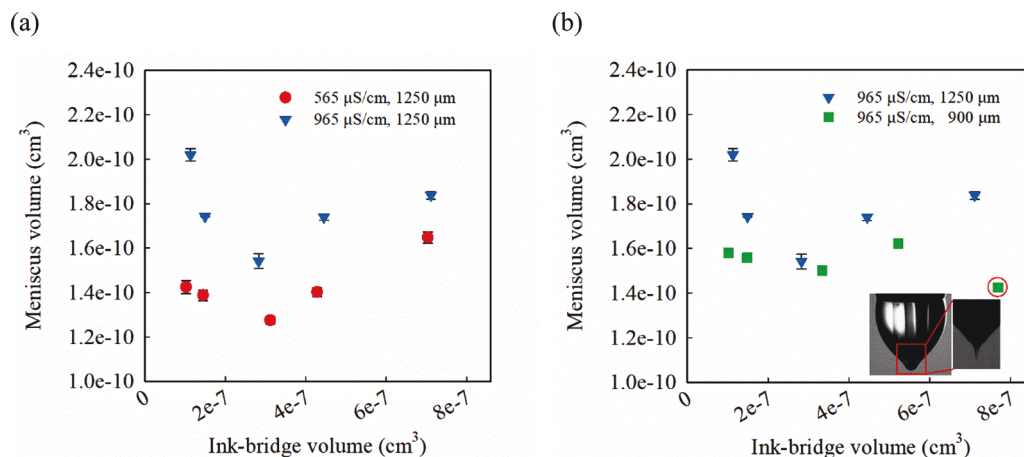 (a)
(b)
2.4e-10
2.2e-10
2.0e-10
1.8e-10
1.6e-10
1.4e-10
1.2e-10
1.0e-10
Meniscus volume (cm³)
565 μS/cm, 1250 μm
965 μS/cm, 1250 μm
0
2e-7
4e-7
6e-7
8e-7
Ink-bridge volume (cm³)
2.4e-10
2.2e-10
2.0e-10
1.8e-10
1.6e-10
1.4e-10
1.2e-10
1.0e-10
Meniscus volume (cm³)
965 μS/cm, 1250 μm
965 μS/cm, 900 μm
0
2e-7
4e-7
6e-7
8e-7
Ink-bridge volume (cm³)